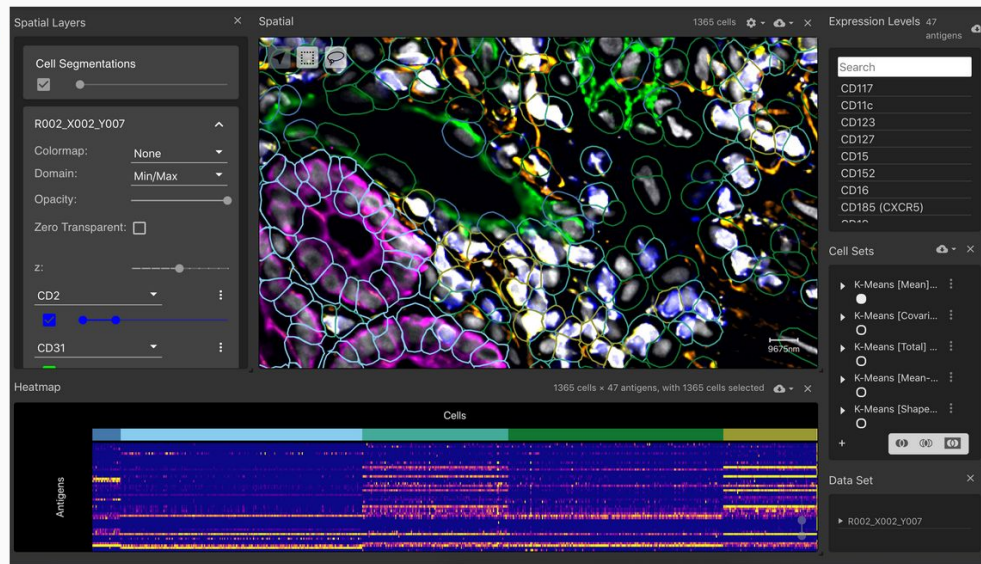 Spatial Layers
Cell Segmentations
R002_X002_Y007
Colormap:
None
Domain:
Min/Max
Opacity:
Zero Transparent:
z:
CD2
CD31
Spatial
1365 cells
9675nm
Expression Levels 47
antigens
Search
CD117
CD11c
CD123
CD127
CD15
CD152
CD16
CD185 (CXCR5)
Cell Sets
K-Means [Mean]...
K-Means [Covari...
K-Means [Total] ...
K-Means [Mean-...
K-Means [Shape...
+
Data Set
R002_X002_Y007
Heatmap
1365 cells × 47 antigens, with 1365 cells selected
Cells
Antigens